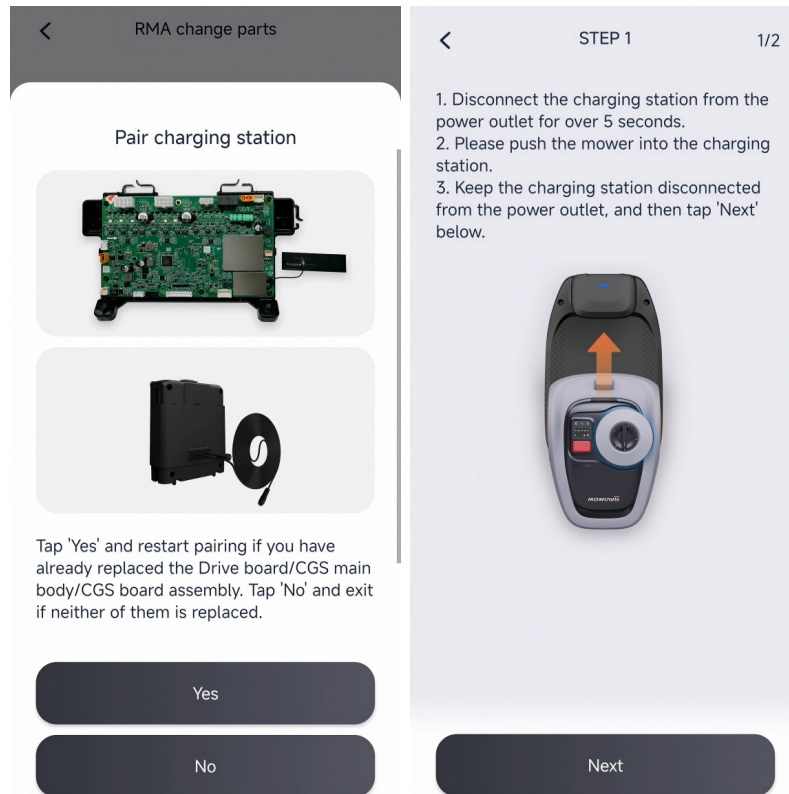 RMA change parts
Pair charging station
Tap 'Yes' and restart pairing if you have
already replaced the Drive board/CGS main
body/CGS board assembly. Tap 'No' and exit
if neither of them is replaced.
Yes
No
STEP 1
1/2
1. Disconnect the charging station from the
power outlet for over 5 seconds.
2. Please push the mower into the charging
station.
3. Keep the charging station disconnected
from the power outlet, and then tap 'Next'
below.
NAVIMOW
Next